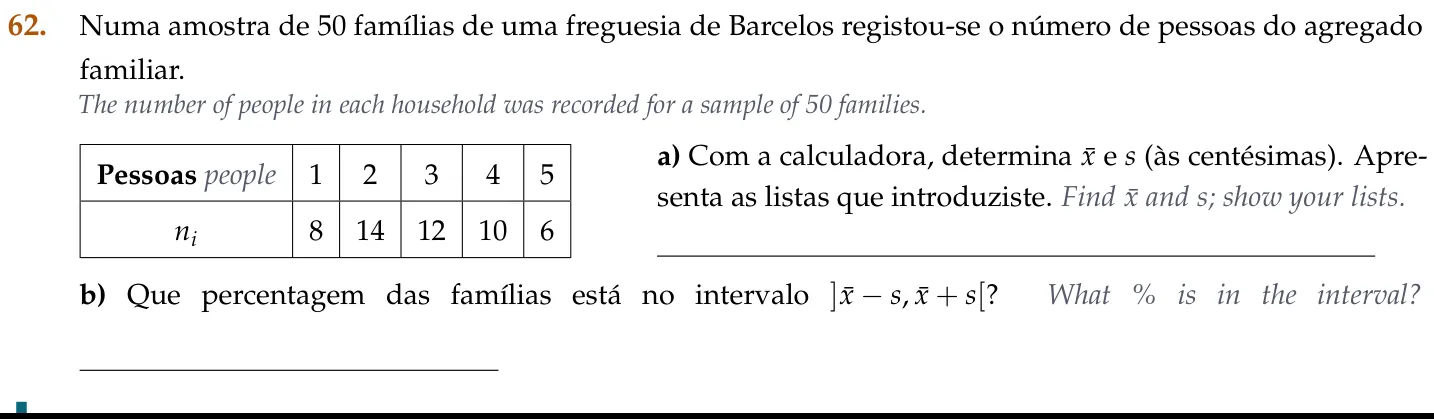 62. Numa amostra de 50 famílias de uma freguesia de Barcelos registou-se o número de pessoas do agregado
familiar.
The number of people in each household was recorded for a sample of 50 families.
Pessoas people 1 2 3 4 5
nᵢ 8 14 12 10 6
a) Com a calculadora, determina x̄ e s (às centésimas). Apre-
senta as listas que introduziste. Find x̄ and s; show your lists.
b) Que percentagem das famílias está no intervalo ]x̄ − s, x̄ + s[? What % is in the interval?